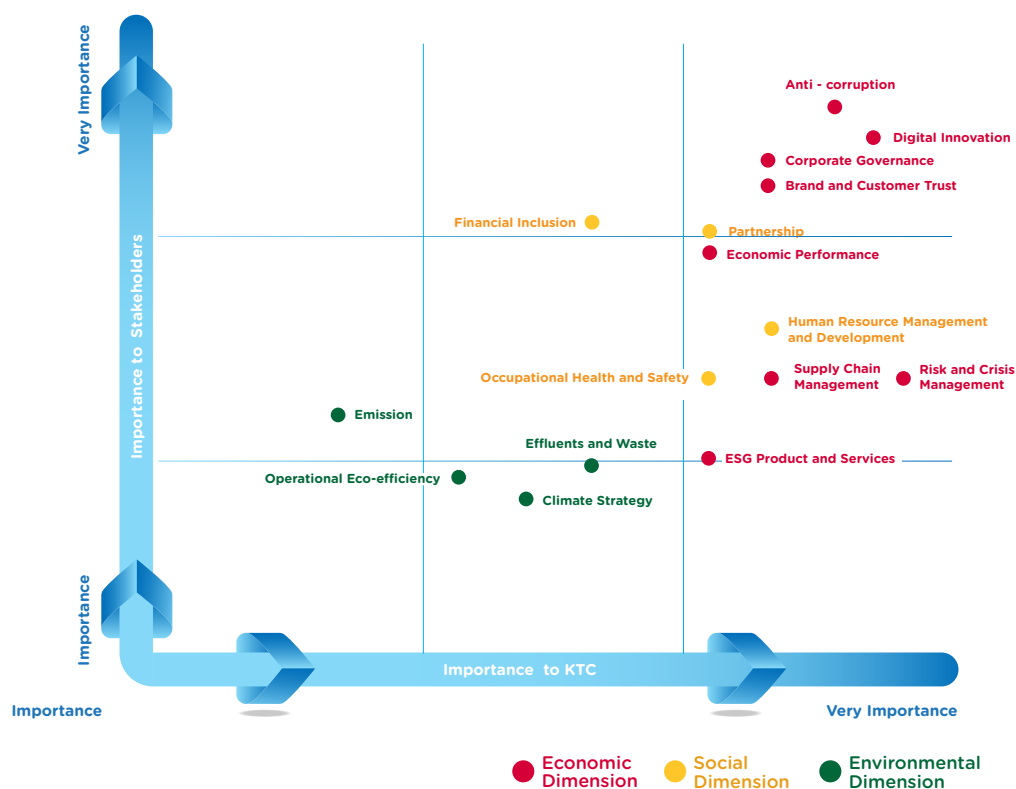 Very Importance
Importance to Stakeholders
Importance
Anti - corruption
Digital Innovation
Corporate Governance
Brand and Customer Trust
Financial Inclusion
Partnership
Economic Performance
Human Resource Management
and Development
Occupational Health and Safety
Supply Chain
Management
Risk and Crisis
Management
Emission
Effluents and Waste
ESG Product and Services
Operational Eco-efficiency
Climate Strategy
Importance to KTC
Importance
Very Importance
Economic
Dimension
Social
Dimension
Environmental
Dimension